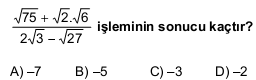 √75 + √2.√6
2√3 − √27
işleminin sonucu kaçtır?
A) –7 B) –5 C) –3 D) –2